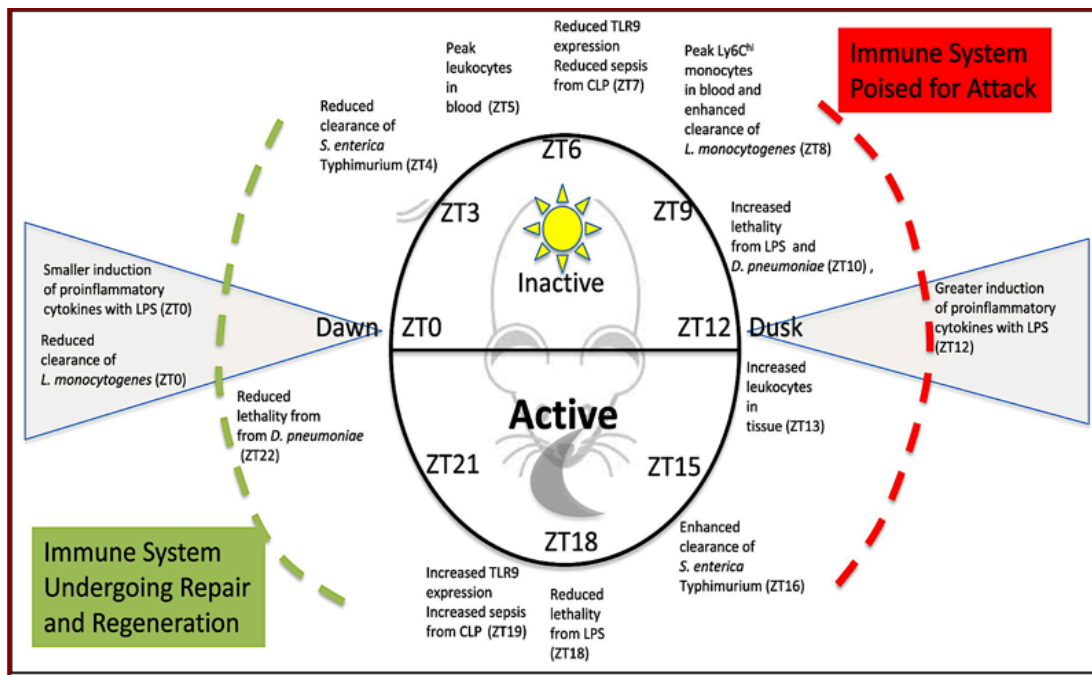 Reduced TLR9
expression
Reduced sepsis
from CLP (ZT7)
Peak
leukocytes
in
blood (ZT5)
Peak Ly6Cʰⁱ
monocytes
in blood and
enhanced
clearance of
L. monocytogenes (ZT8)
Immune System
Poised for Attack
Reduced
clearance of
S. enterica
Typhimurium (ZT4)
ZT6
ZT3
ZT9
Inactive
Increased
lethality
from LPS and
D. pneumoniae (ZT10) ,
Smaller induction
of proinflammatory
cytokines with LPS (ZT0)
Reduced
clearance of
L. monocytogenes (ZT0)
Dawn
ZT0
ZT12
Dusk
Greater induction
of proinflammatory
cytokines with LPS
(ZT12)
Reduced
lethality from
from D. pneumoniae
(ZT22)
Active
Increased
leukocytes
in
tissue (ZT13)
ZT21
ZT15
ZT18
Immune System
Undergoing Repair
and Regeneration
Increased TLR9
expression
Increased sepsis
from CLP (ZT19)
Reduced
lethality
from LPS
(ZT18)
Enhanced
clearance of
S. enterica
Typhimurium (ZT16)